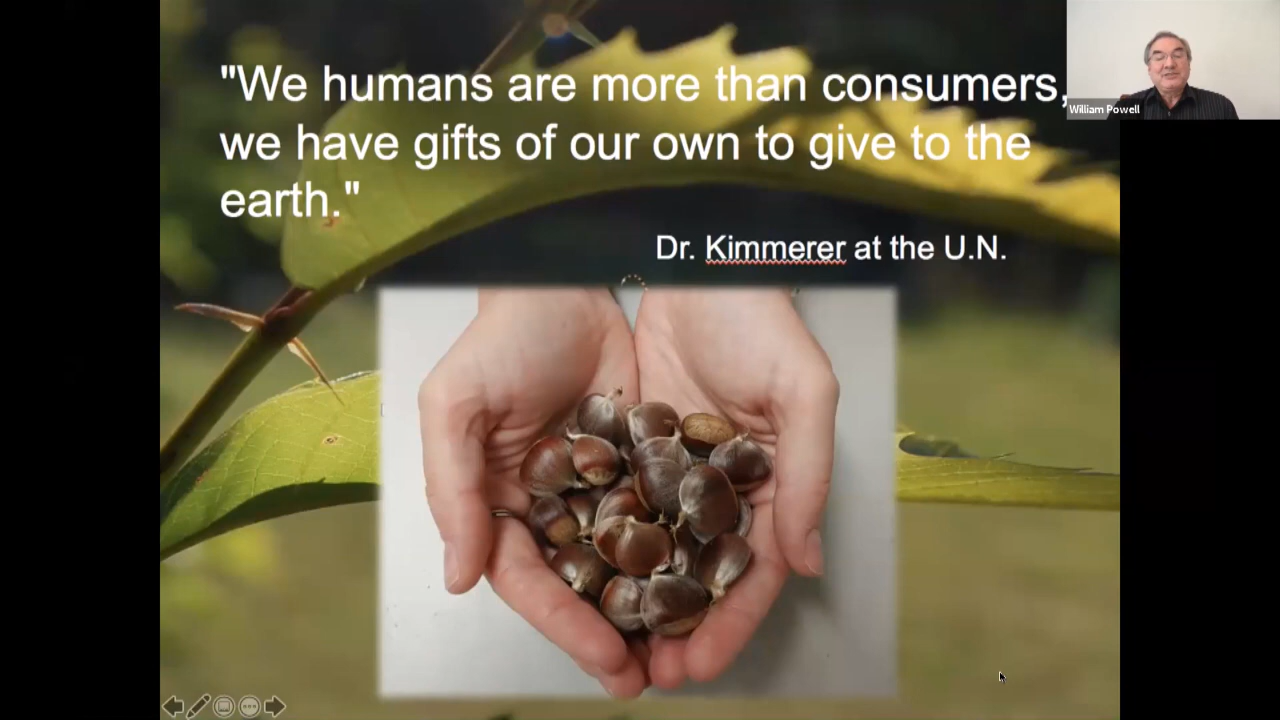 "We humans are more than consumers,
we have gifts of our own to give to the
earth."
Dr. Kimmerer at the U.N.
William Powell